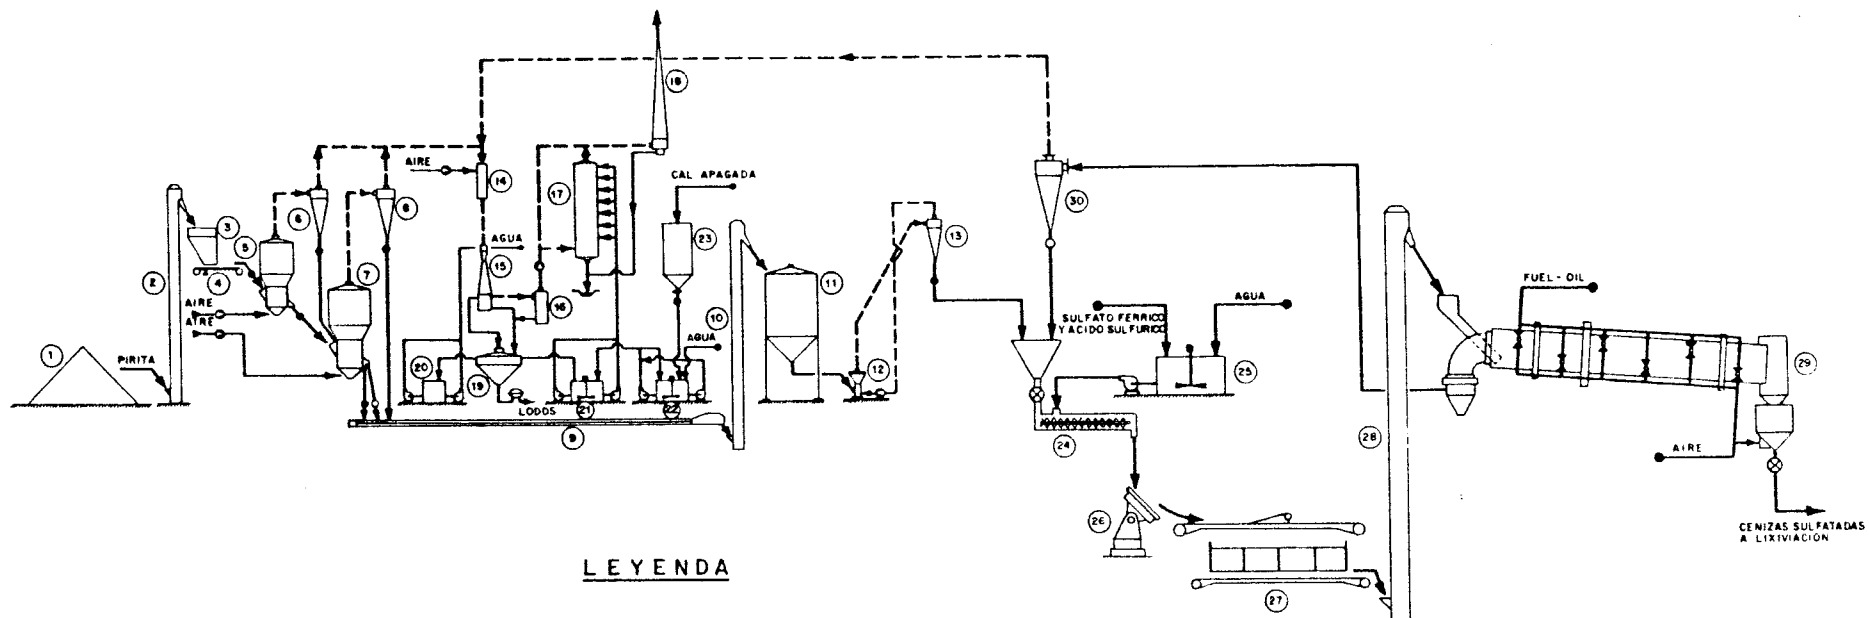 18
AIRE
14
17
CAL APAGADA
6
8
30
3
5
4
7
2
AGUA
15
23
13
11
FUEL-OIL
AIRE
AIRE
16
10
SULFATO FERRICO
Y ACIDO SULFURICO
AGUA
1
PIRITA
20
19
AGUA
12
25
29
LODOS
21
22
9
24
28
AIRE
26
CENIZAS SULFATADAS
A LIXIVIACIÓN
LEYENDA
27